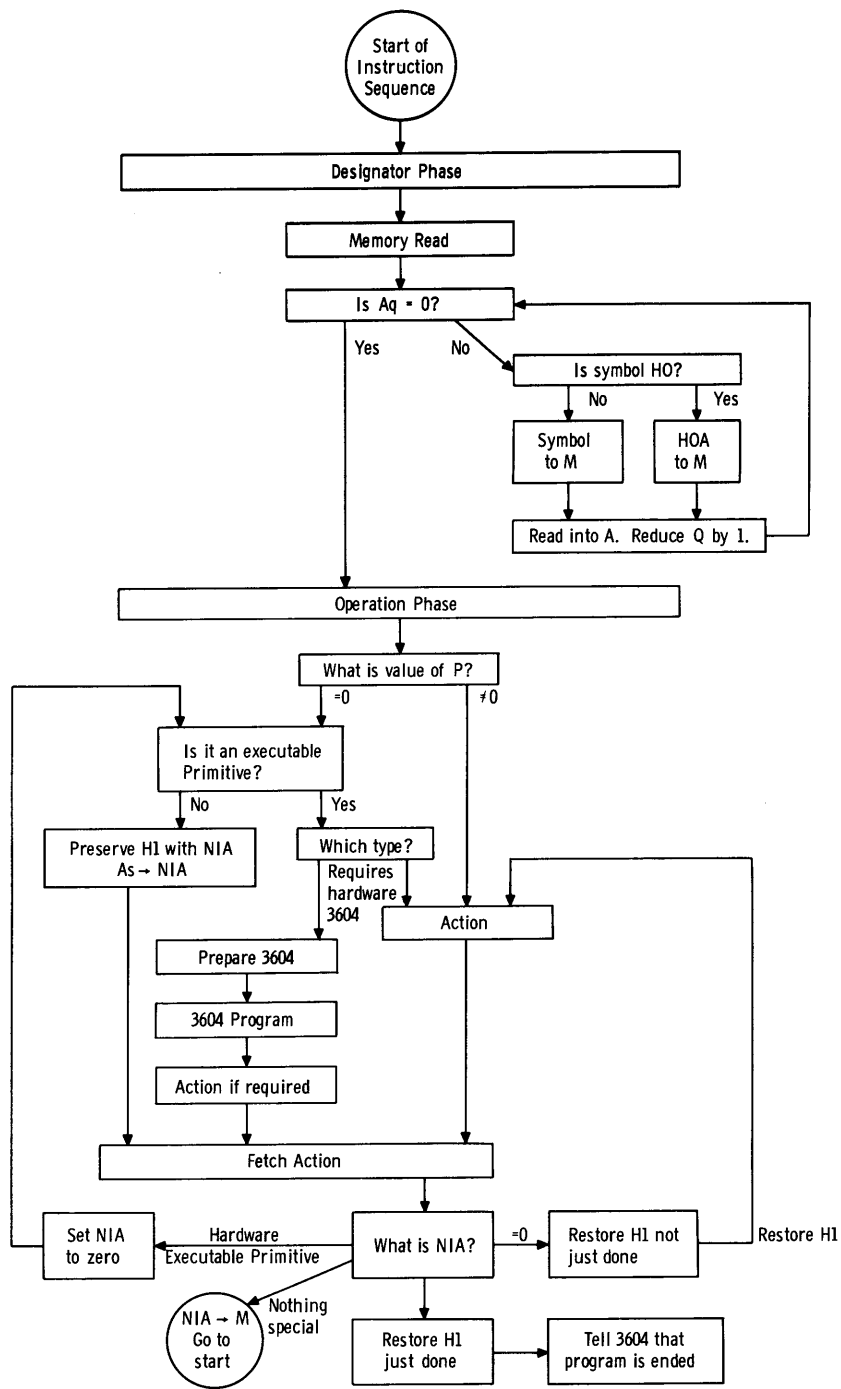 Start of
Instruction
Sequence
Designator Phase
Memory Read
Is Aq = 0?
Yes
No
Is symbol HO?
No
Yes
Symbol
to M
HOA
to M
Read into A. Reduce Q by 1.
Operation Phase
What is value of P?
=0
≠0
Is it an executable
Primitive?
No
Yes
Preserve H1 with NIA
As → NIA
Which type?
Requires
hardware
3604
Action
Prepare 3604
3604 Program
Action if required
Fetch Action
Set NIA
to zero
Hardware
Executable Primitive
What is NIA?
=0
Restore H1 not
just done
Restore H1
NIA → M
Go to
start
Nothing
special
Restore H1
just done
Tell 3604 that
program is ended